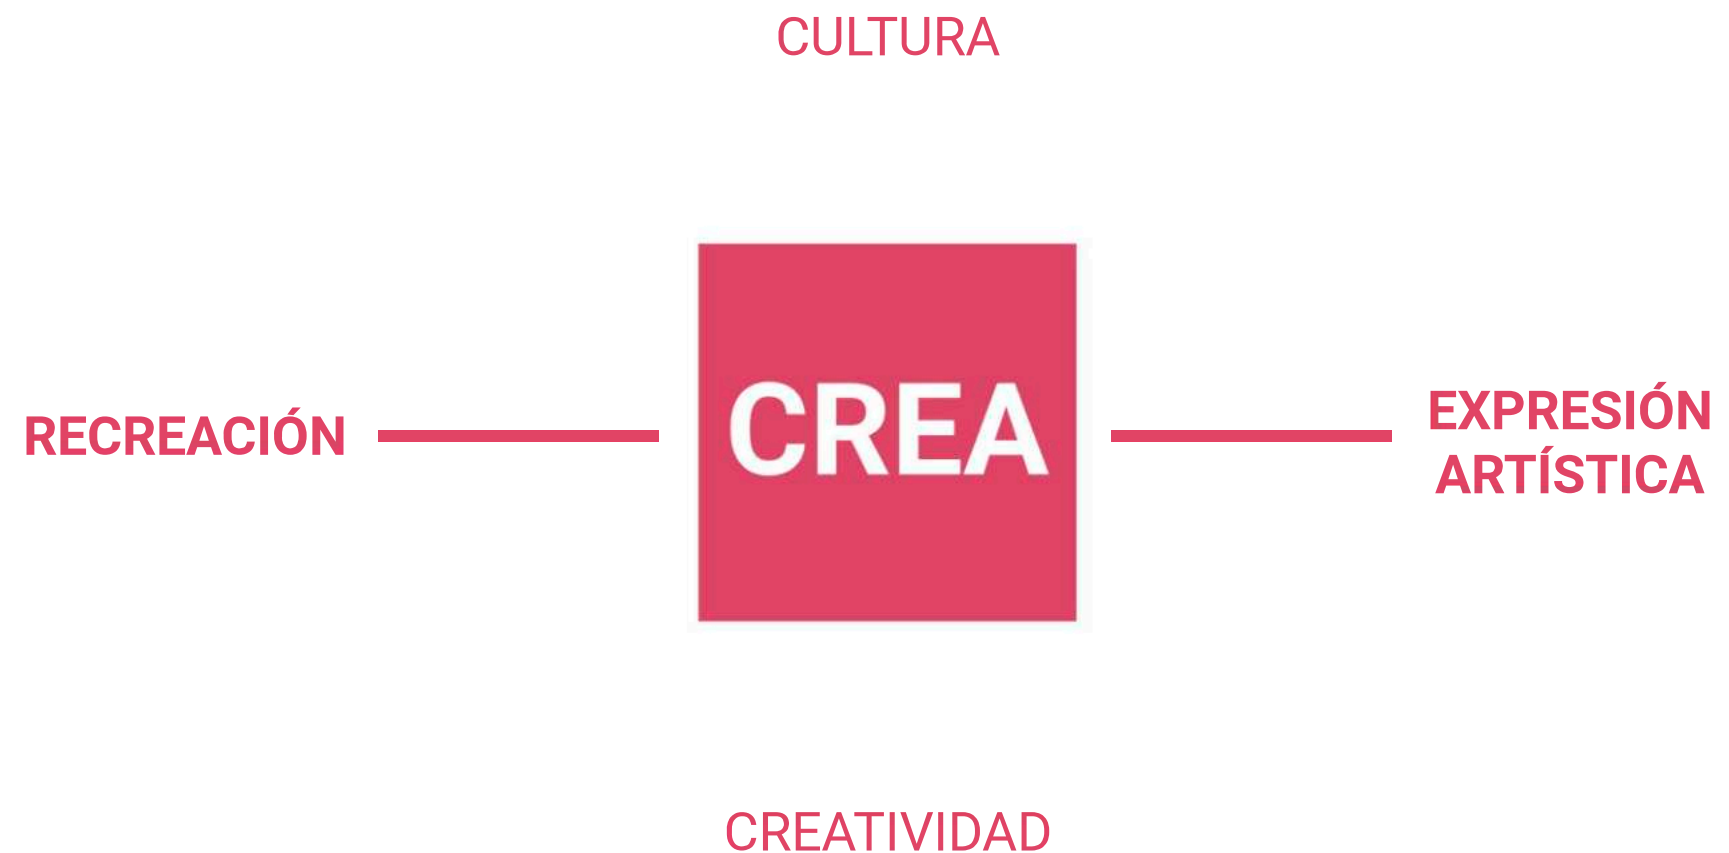 CULTURA
RECREACIÓN
CREA
EXPRESIÓN
ARTÍSTICA
CREATIVIDAD